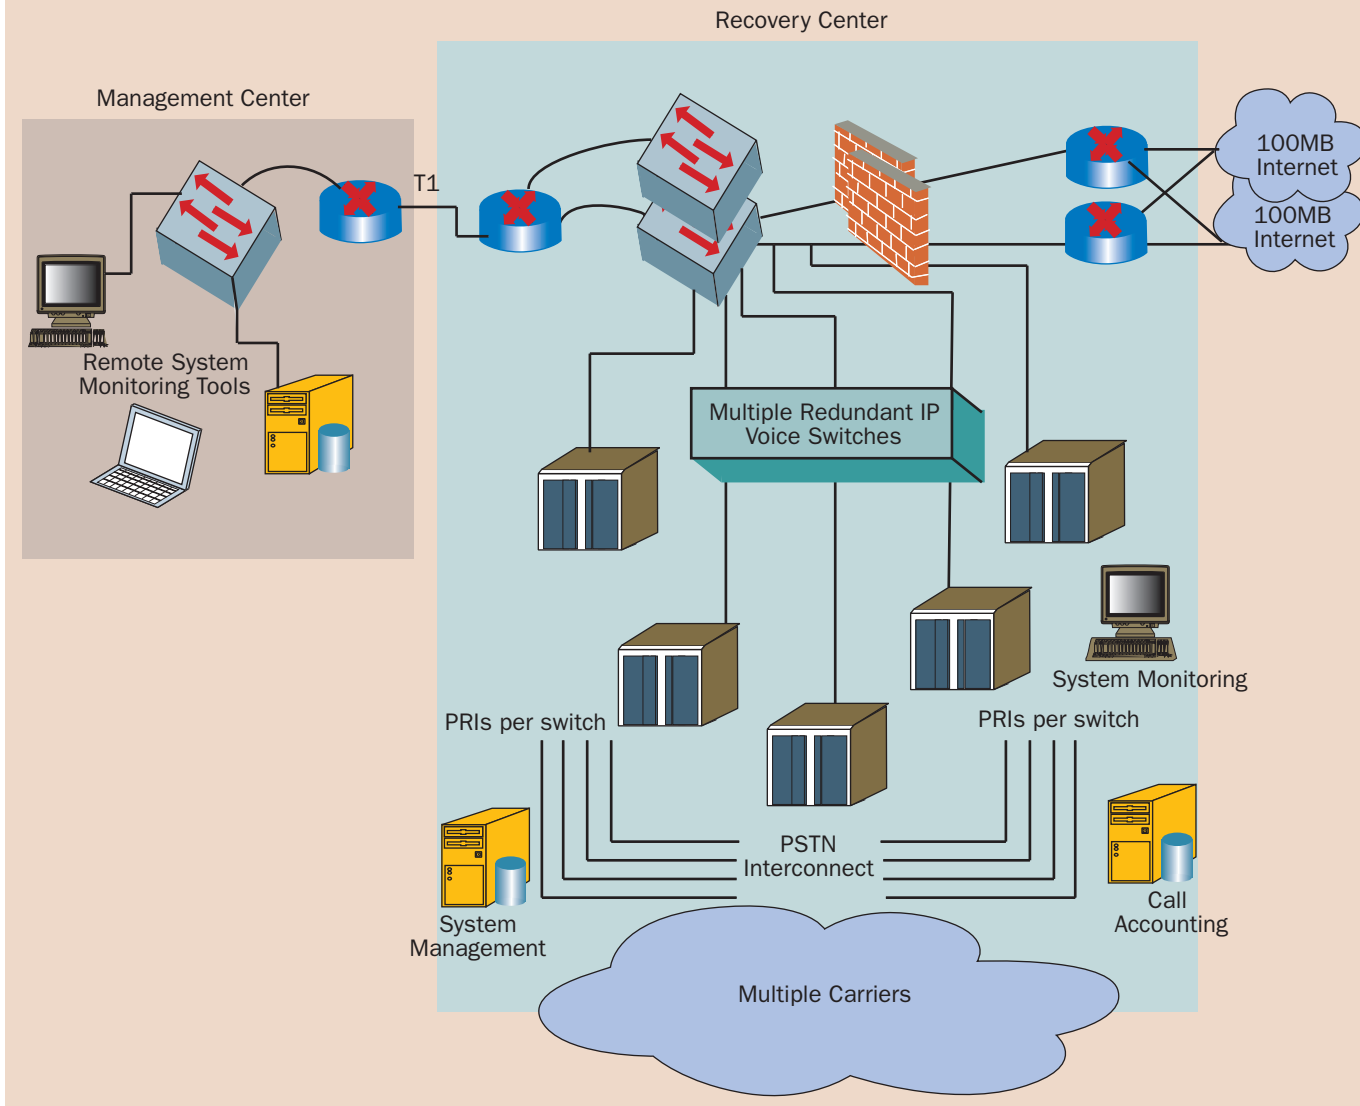 Recovery Center
Management Center
100MB
Internet
T1
100MB
Internet
Remote System
Monitoring Tools
Multiple Redundant IP
Voice Switches
System Monitoring
PRIs per switch
PRIs per switch
PSTN
Interconnect
System
Management
Call
Accounting
Multiple Carriers